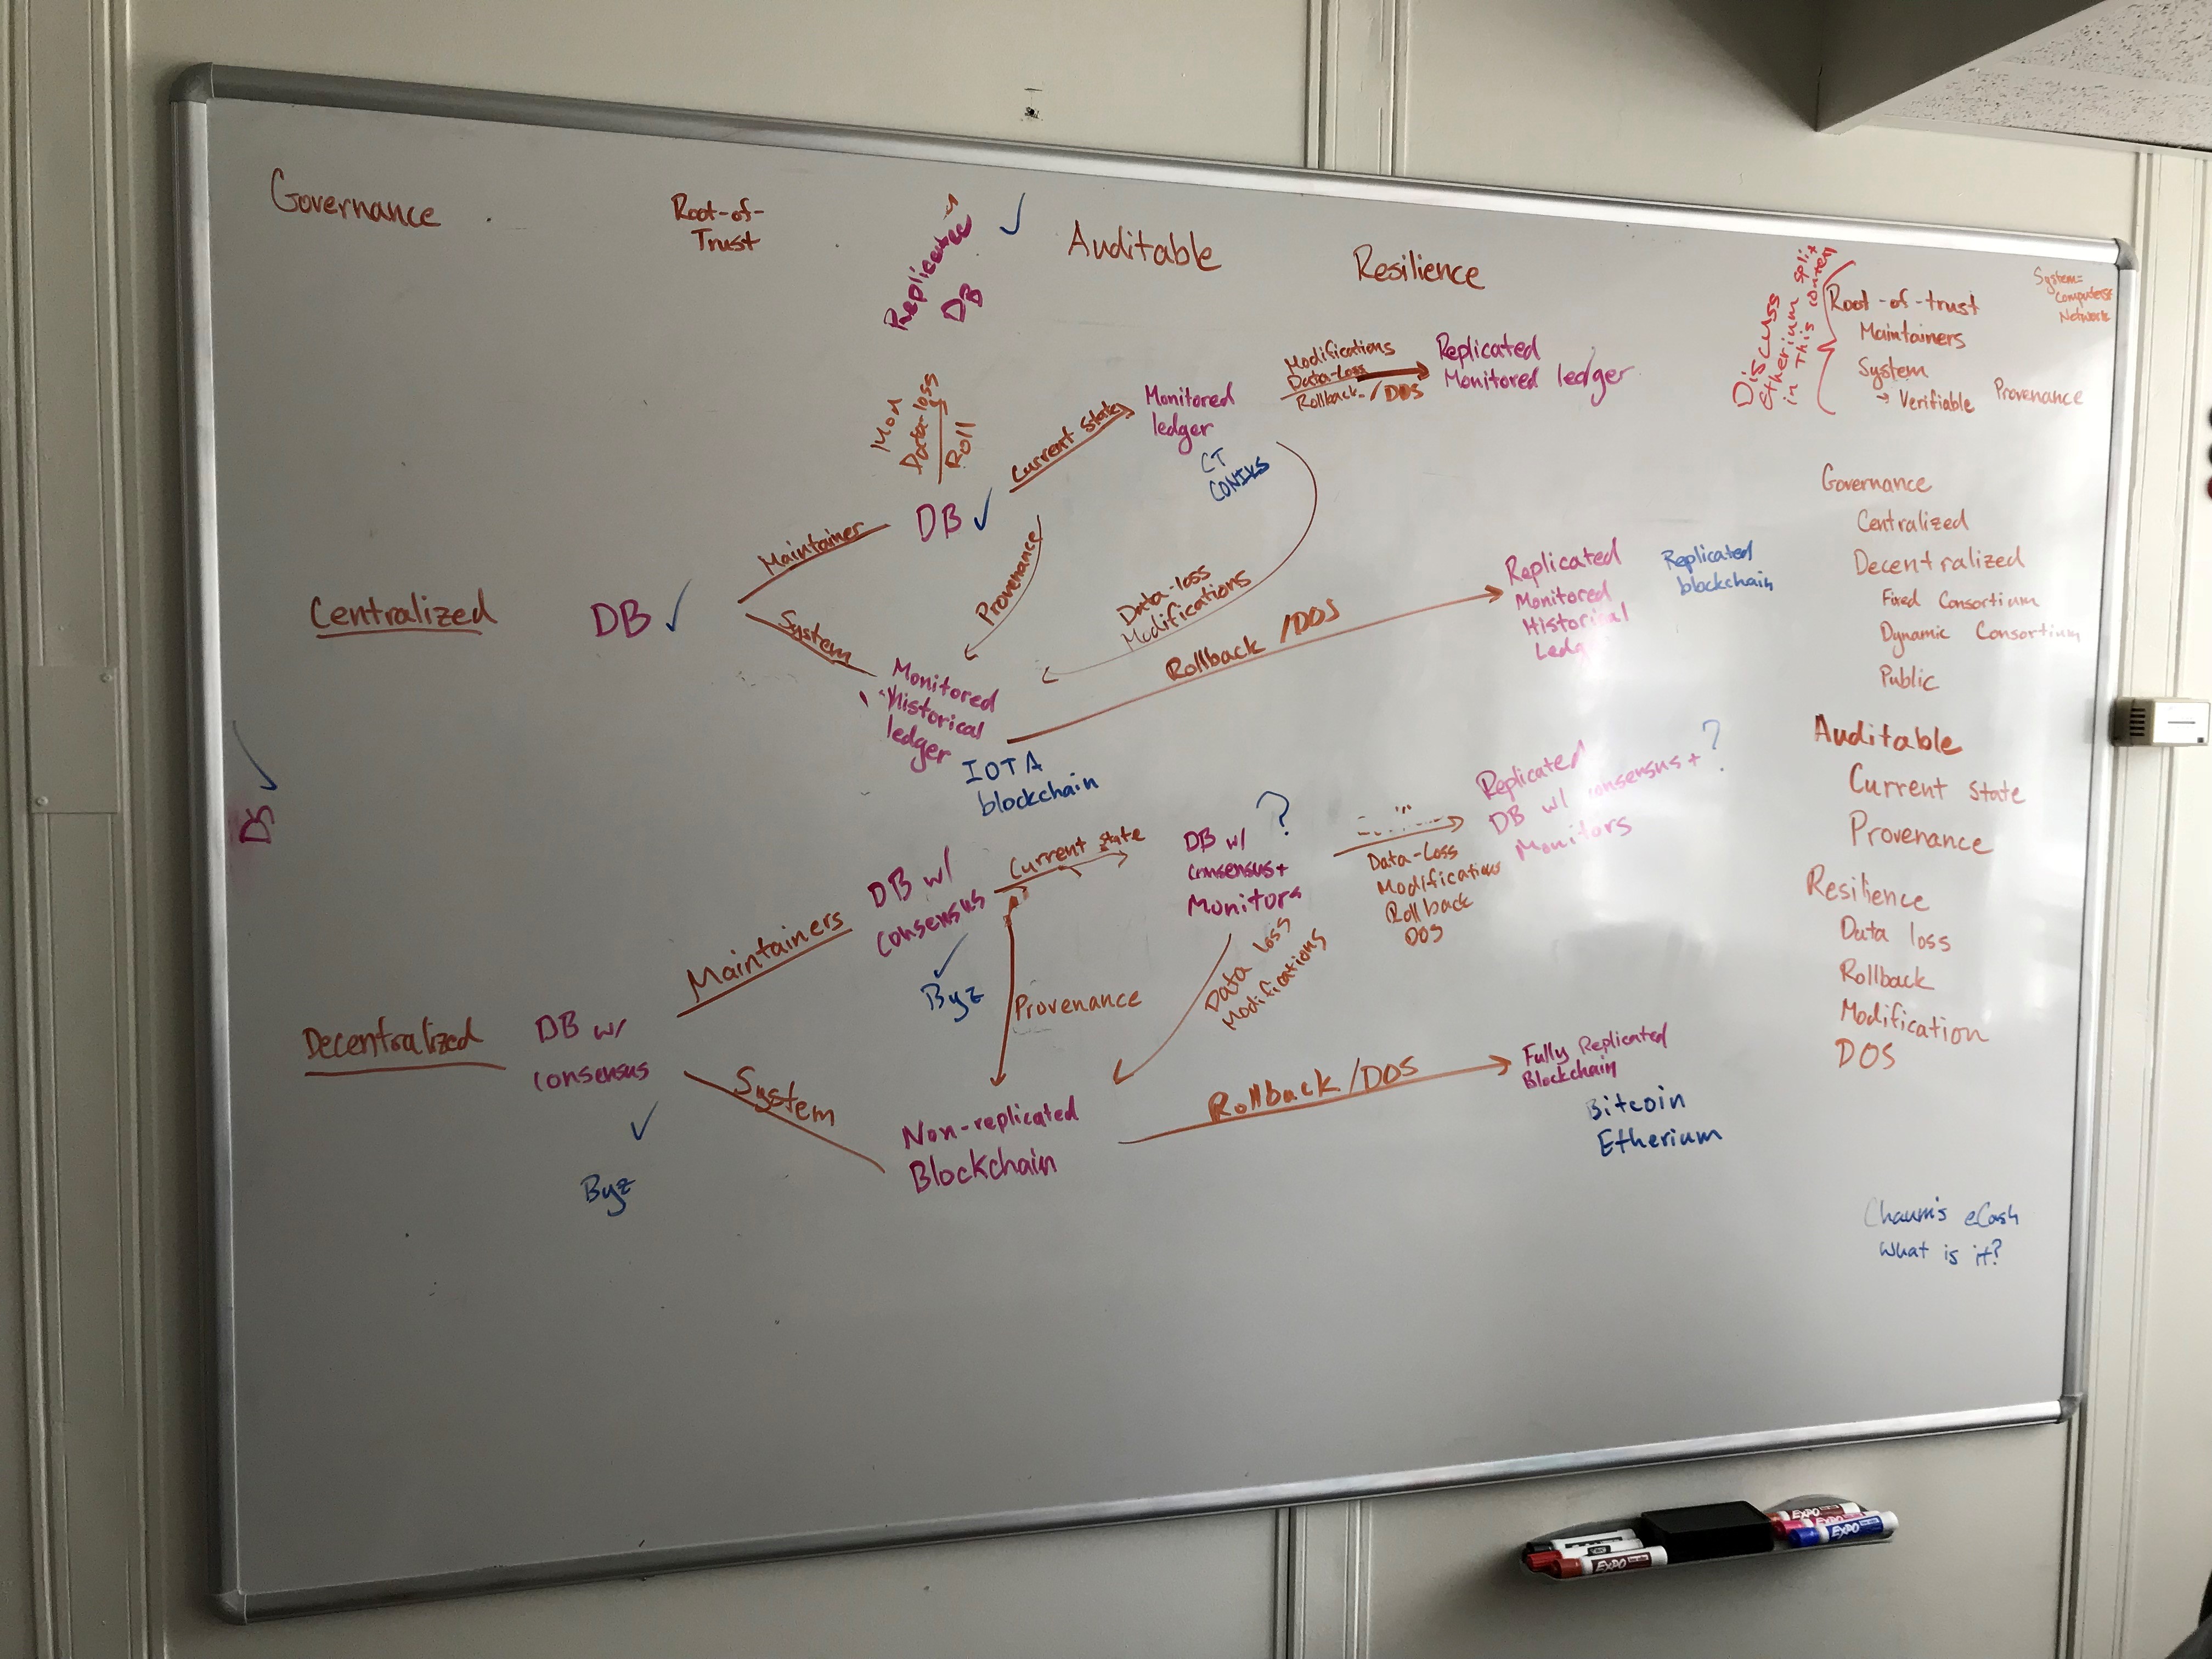 Governance
Root-of-
Trust
Replicated
DB
Auditable
Resilience
Mod
Data-loss
Roll
Current State
Monitored
ledger
CT
CONIKS
Modifications
Data-Loss
Rollback /DOS
Replicated
Monitored ledger
Maintainer
DB
Provenance
Data-loss
Modifications
Centralized
DB
System
Monitored
Historical
ledger
IOTA
blockchain
Rollback /DOS
Replicated
Monitored
Historical
Replicated
blockchain
DS
Decentralized
DB w/
consensus
Byz
Maintainers
DB w/
consensus
Byz
Current state
Provenance
DB w/ ?
consensus+
Monitors
Data loss
Modifications
Data-Loss
Modifications
Rollback
DOS
Replicated ?
DB w/ consensus +
Monitors
System
Non-replicated
Blockchain
Rollback/DOS
Fully Replicated
Blockchain
Bitcoin
Etherium
Discuss
Etherium split
in This context
Root-of-trust
Maintainers
System
→ Verifiable Provenance
System=
Computers+
Network
Governance
Centralized
Decentralized
Fixed Consortium
Dynamic Consortium
Public
Auditable
Current State
Provenance
Resilience
Data loss
Rollback
Modification
DOS
Chaum's eCash
What is it?
EXPO
EXPO
EXPO